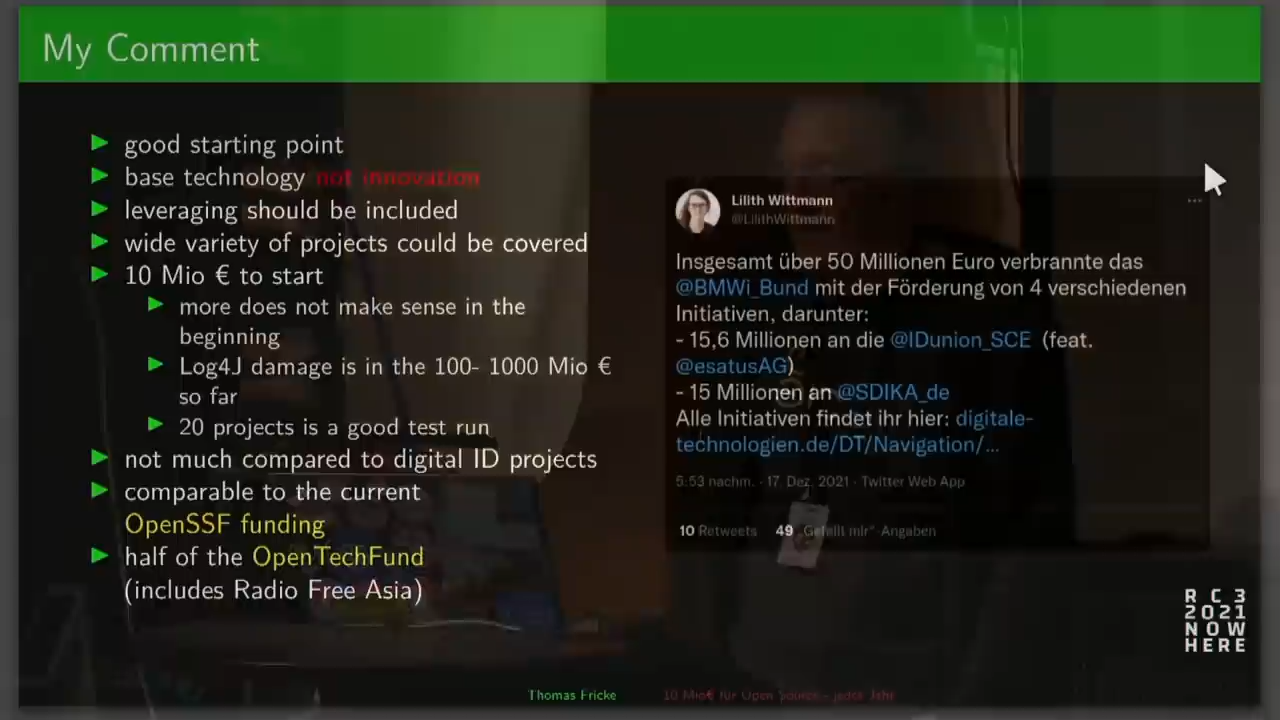 My Comment
good starting point
base technology not innovation
leveraging should be included
wide variety of projects could be covered
10 Mio € to start
more does not make sense in the
beginning
Log4J damage is in the 100- 1000 Mio €
so far
20 projects is a good test run
not much compared to digital ID projects
comparable to the current
OpenSSF funding
half of the OpenTechFund
(includes Radio Free Asia)
Lilith Wittmann
@LilithWittmann
Insgesamt über 50 Millionen Euro verbrannte das
@BMWi_Bund mit der Förderung von 4 verschiedenen
Initiativen, darunter:
- 15,6 Millionen an die @IDunion_SCE (feat.
@esatusAG)
- 15 Millionen an @SDIKA_de
Alle Initiativen findet ihr hier: digitale-
technologien.de/DT/Navigation/...
5:53 nachm. · 17. Dez. 2021 · Twitter Web App
10 Retweets 49 „Gefällt mir“-Angaben
R C 3
2021
NOW
HERE
Thomas Fricke 10 Mio€ für Open Source - jedes Jahr